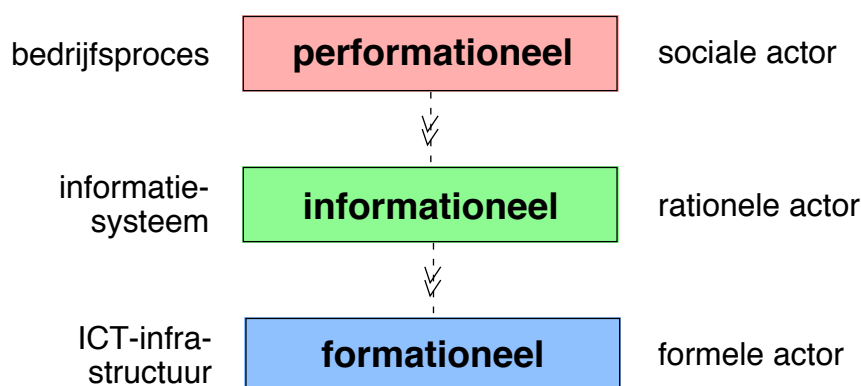 bedrijfsproces performationeel sociale actor
informatie-
systeem informationeel rationele actor
ICT-infra-
structuur formationeel formele actor